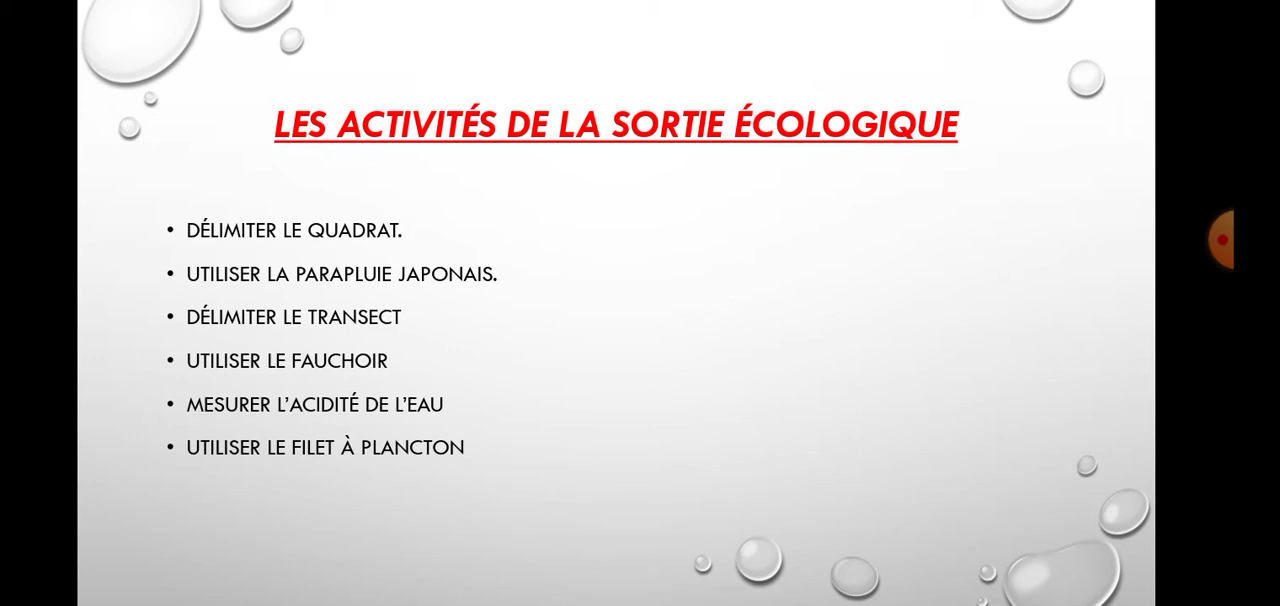 LES ACTIVITÉS DE LA SORTIE ÉCOLOGIQUE
• DÉLIMITER LE QUADRAT.
• UTILISER LA PARAPLUIE JAPONAIS.
• DÉLIMITER LE TRANSECT
• UTILISER LE FAUCHOIR
• MESURER L’ACIDITÉ DE L’EAU
• UTILISER LE FILET À PLANCTON